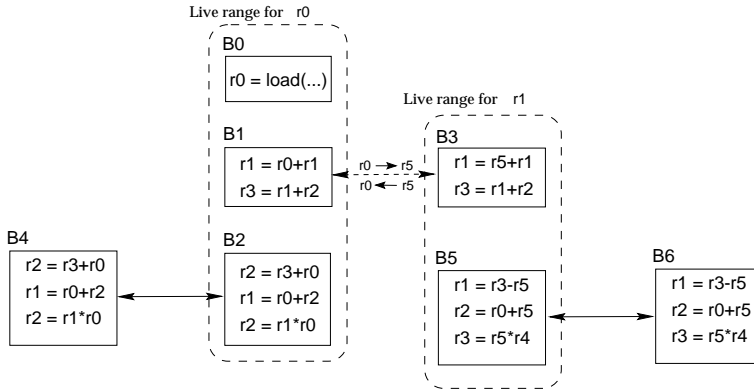 Live range for r0
B0
r0 = load(...)
Live range for r1
B1
r1 = r0+r1
r3 = r1+r2
r0 → r5
r0 ← r5
B3
r1 = r5+r1
r3 = r1+r2
B4
r2 = r3+r0
r1 = r0+r2
r2 = r1*r0
B2
r2 = r3+r0
r1 = r0+r2
r2 = r1*r0
B5
r1 = r3-r5
r2 = r0+r5
r3 = r5*r4
B6
r1 = r3-r5
r2 = r0+r5
r3 = r5*r4